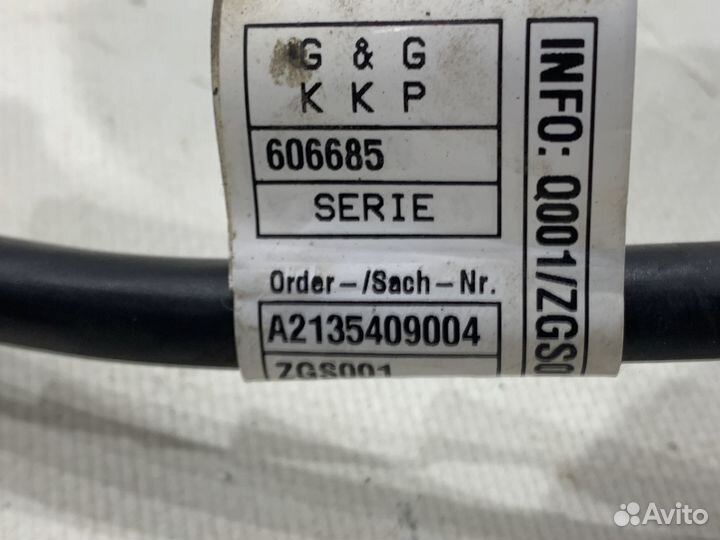 G & G
K K P
606685
SERIE
Order-/Sach-Nr.
A2135409004
ZGS001
INFO: Q001/ZGS0
Avito